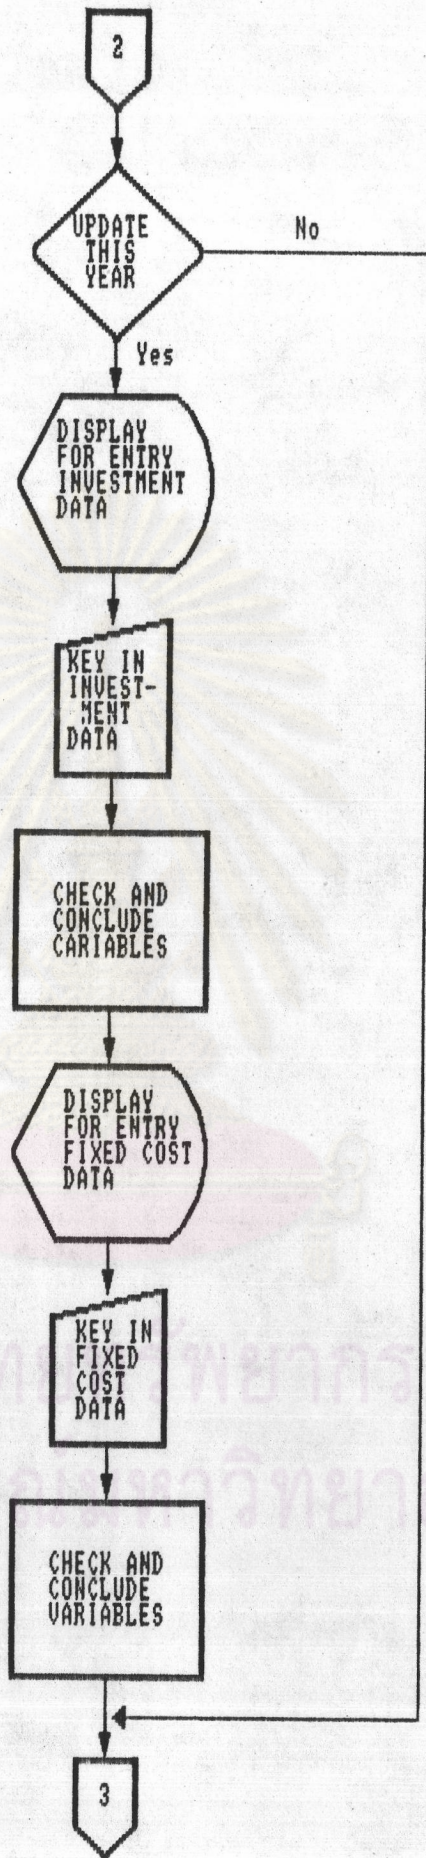 2
UPDATE
THIS
YEAR
No
Yes
DISPLAY
FOR ENTRY
INVESTMENT
DATA
KEY IN
INVEST-
-MENT
DATA
CHECK AND
CONCLUDE
CARIABLES
DISPLAY
FOR ENTRY
FIXED COST
DATA
KEY IN
FIXED
COST
DATA
CHECK AND
CONCLUDE
VARIABLES
3